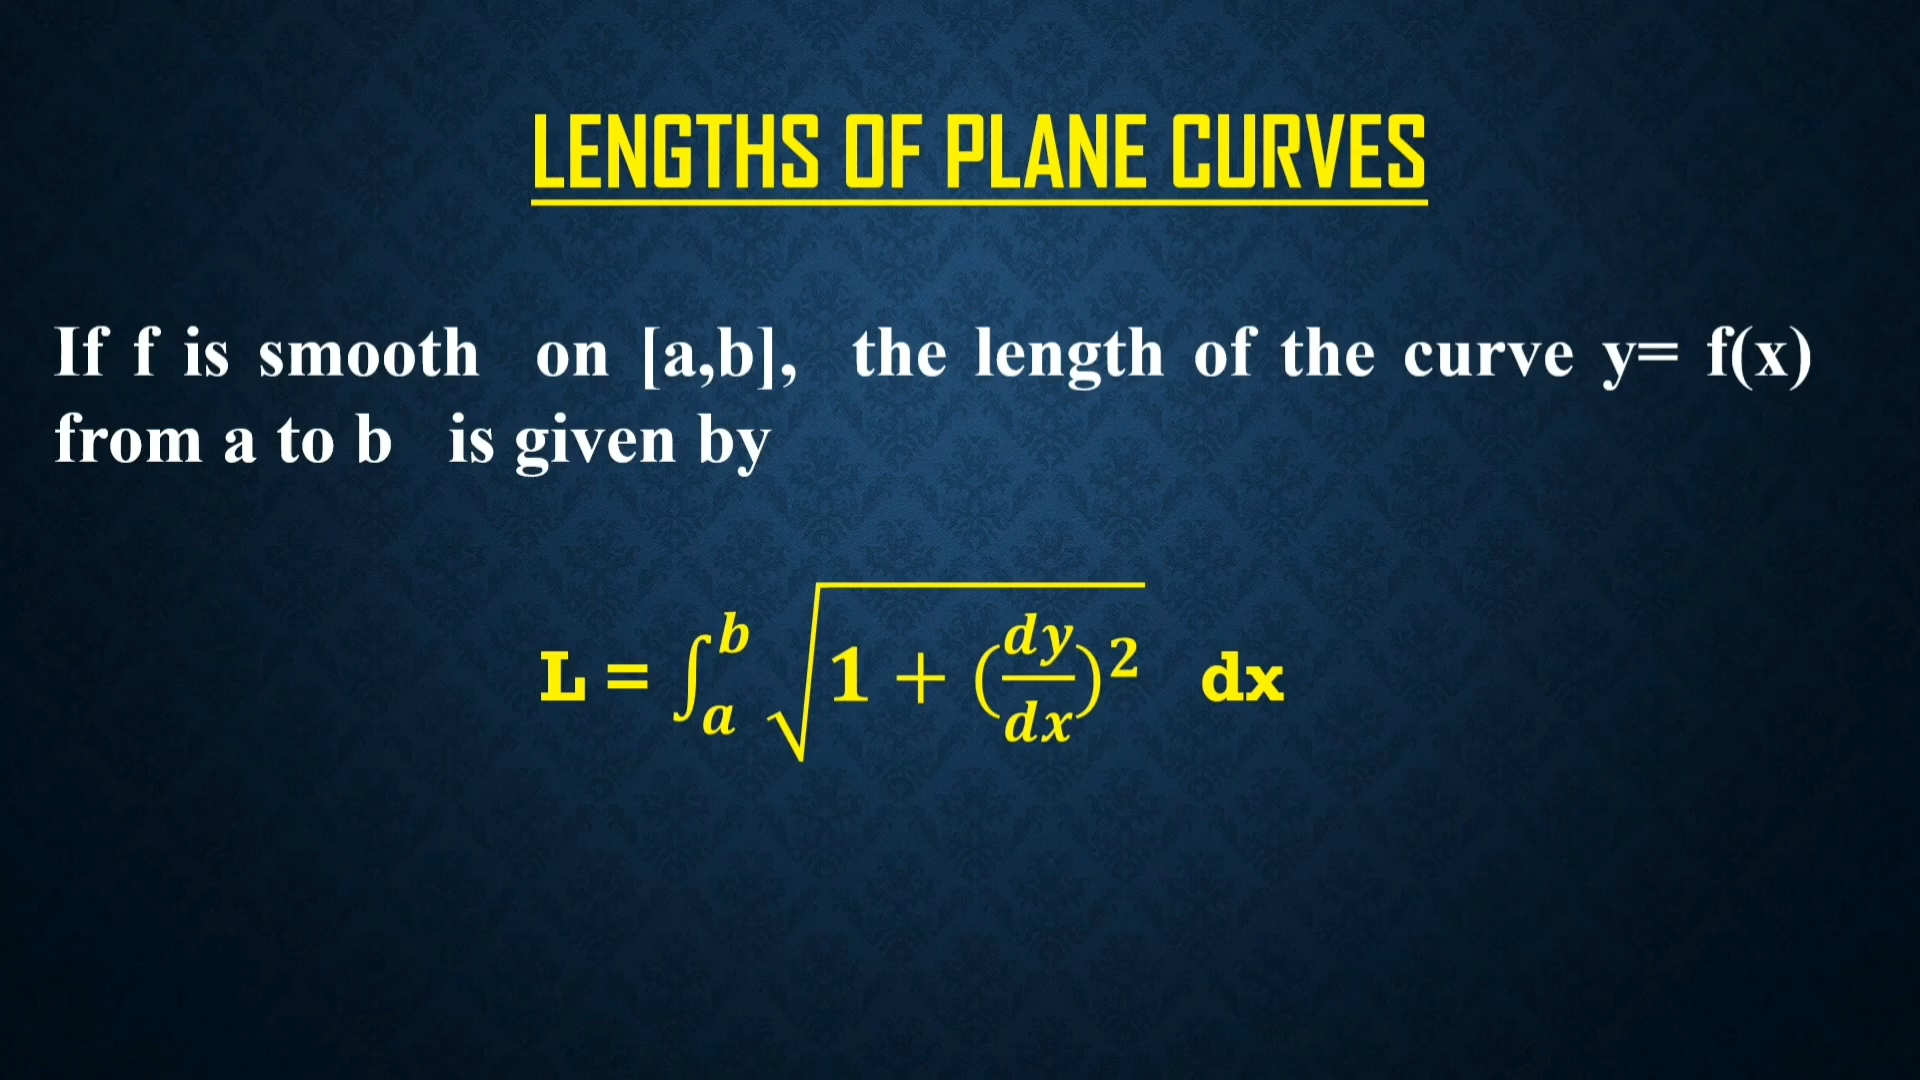 LENGTHS OF PLANE CURVES
If f is smooth on [a,b], the length of the curve y= f(x)
from a to b is given by
L = ∫_a^b √(1 + (dy/dx)^2) dx